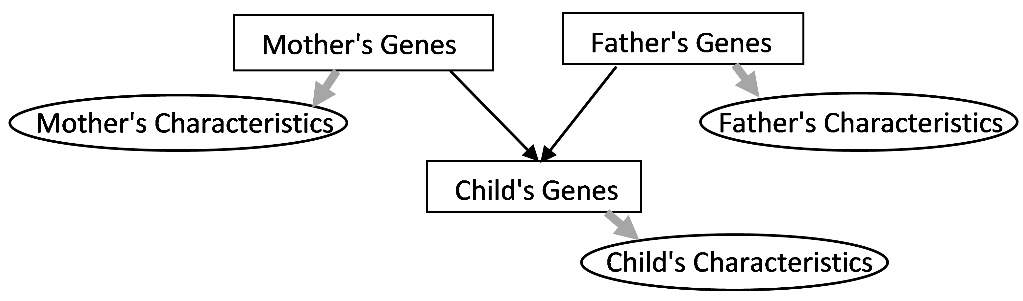 Mother's Genes
Father's Genes
Mother's Characteristics
Father's Characteristics
Child's Genes
Child's Characteristics